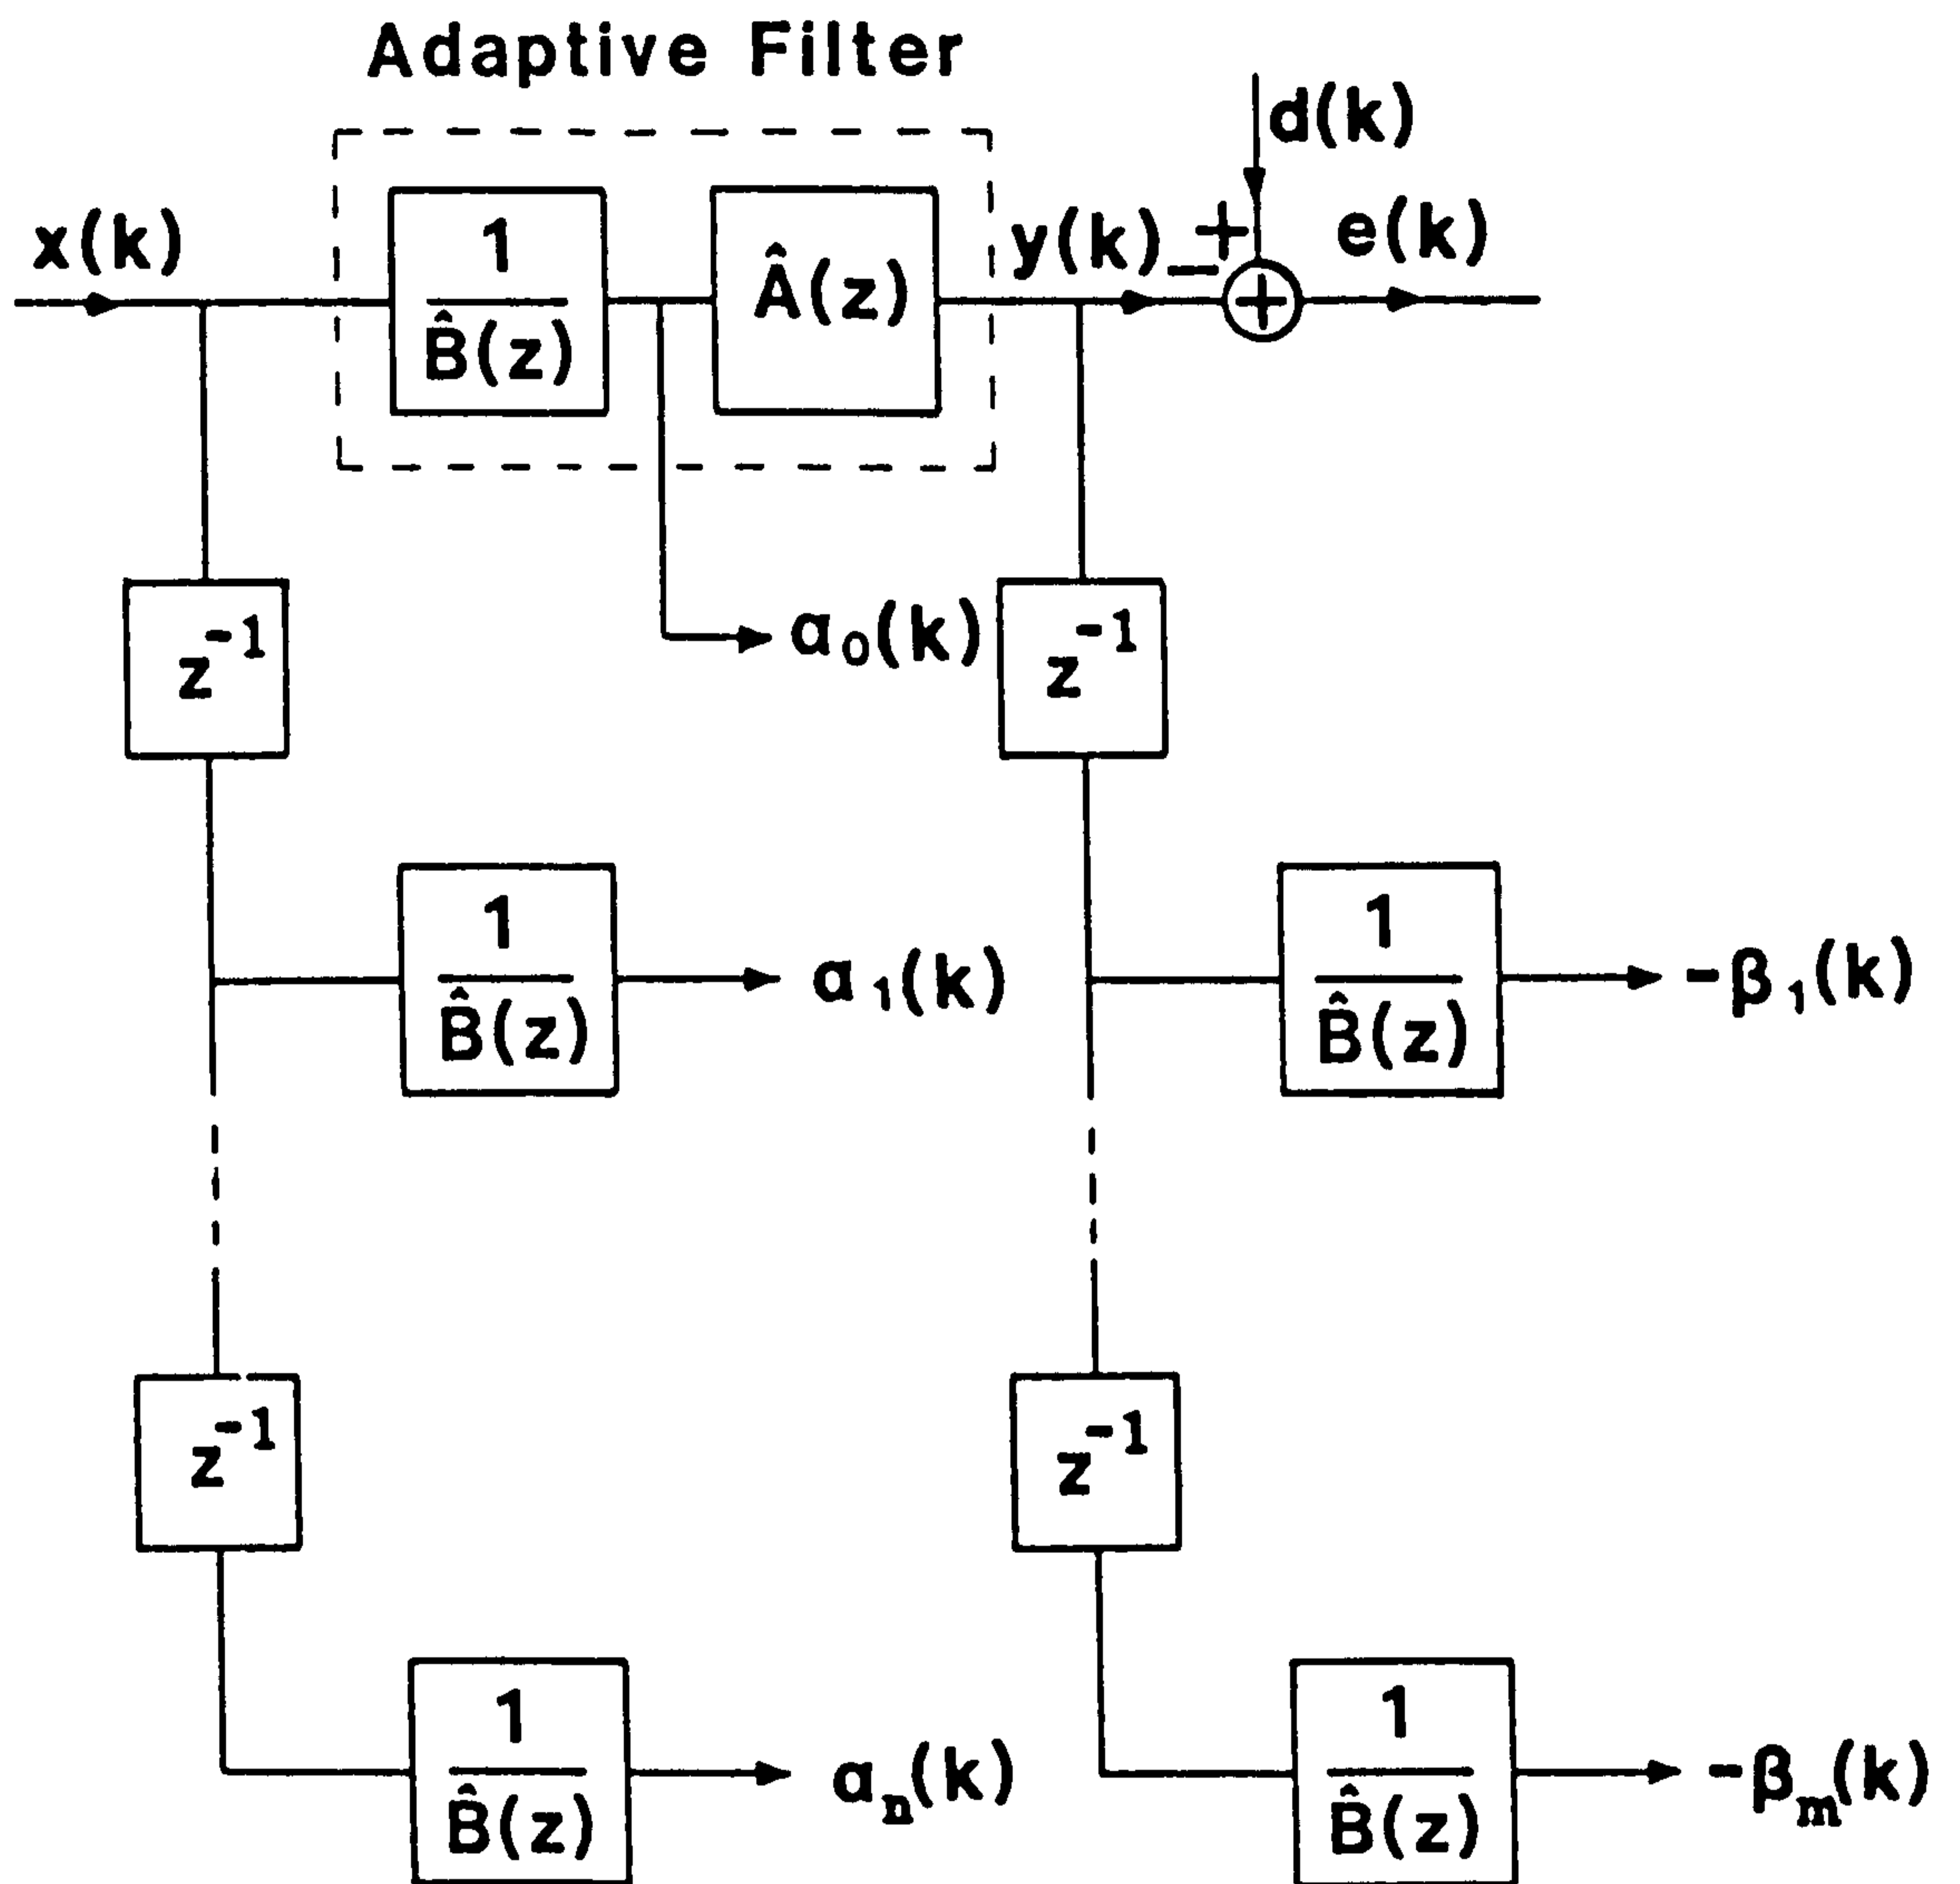 Adaptive Filter
d(k)
x(k)
1
B̂(z)
Â(z)
y(k)
−
+
+
e(k)
z⁻¹
α₀(k)
z⁻¹
1
B̂(z)
α₁(k)
1
B̂(z)
-β₁(k)
z⁻¹
z⁻¹
1
B̂(z)
αₙ(k)
1
B̂(z)
-βₘ(k)